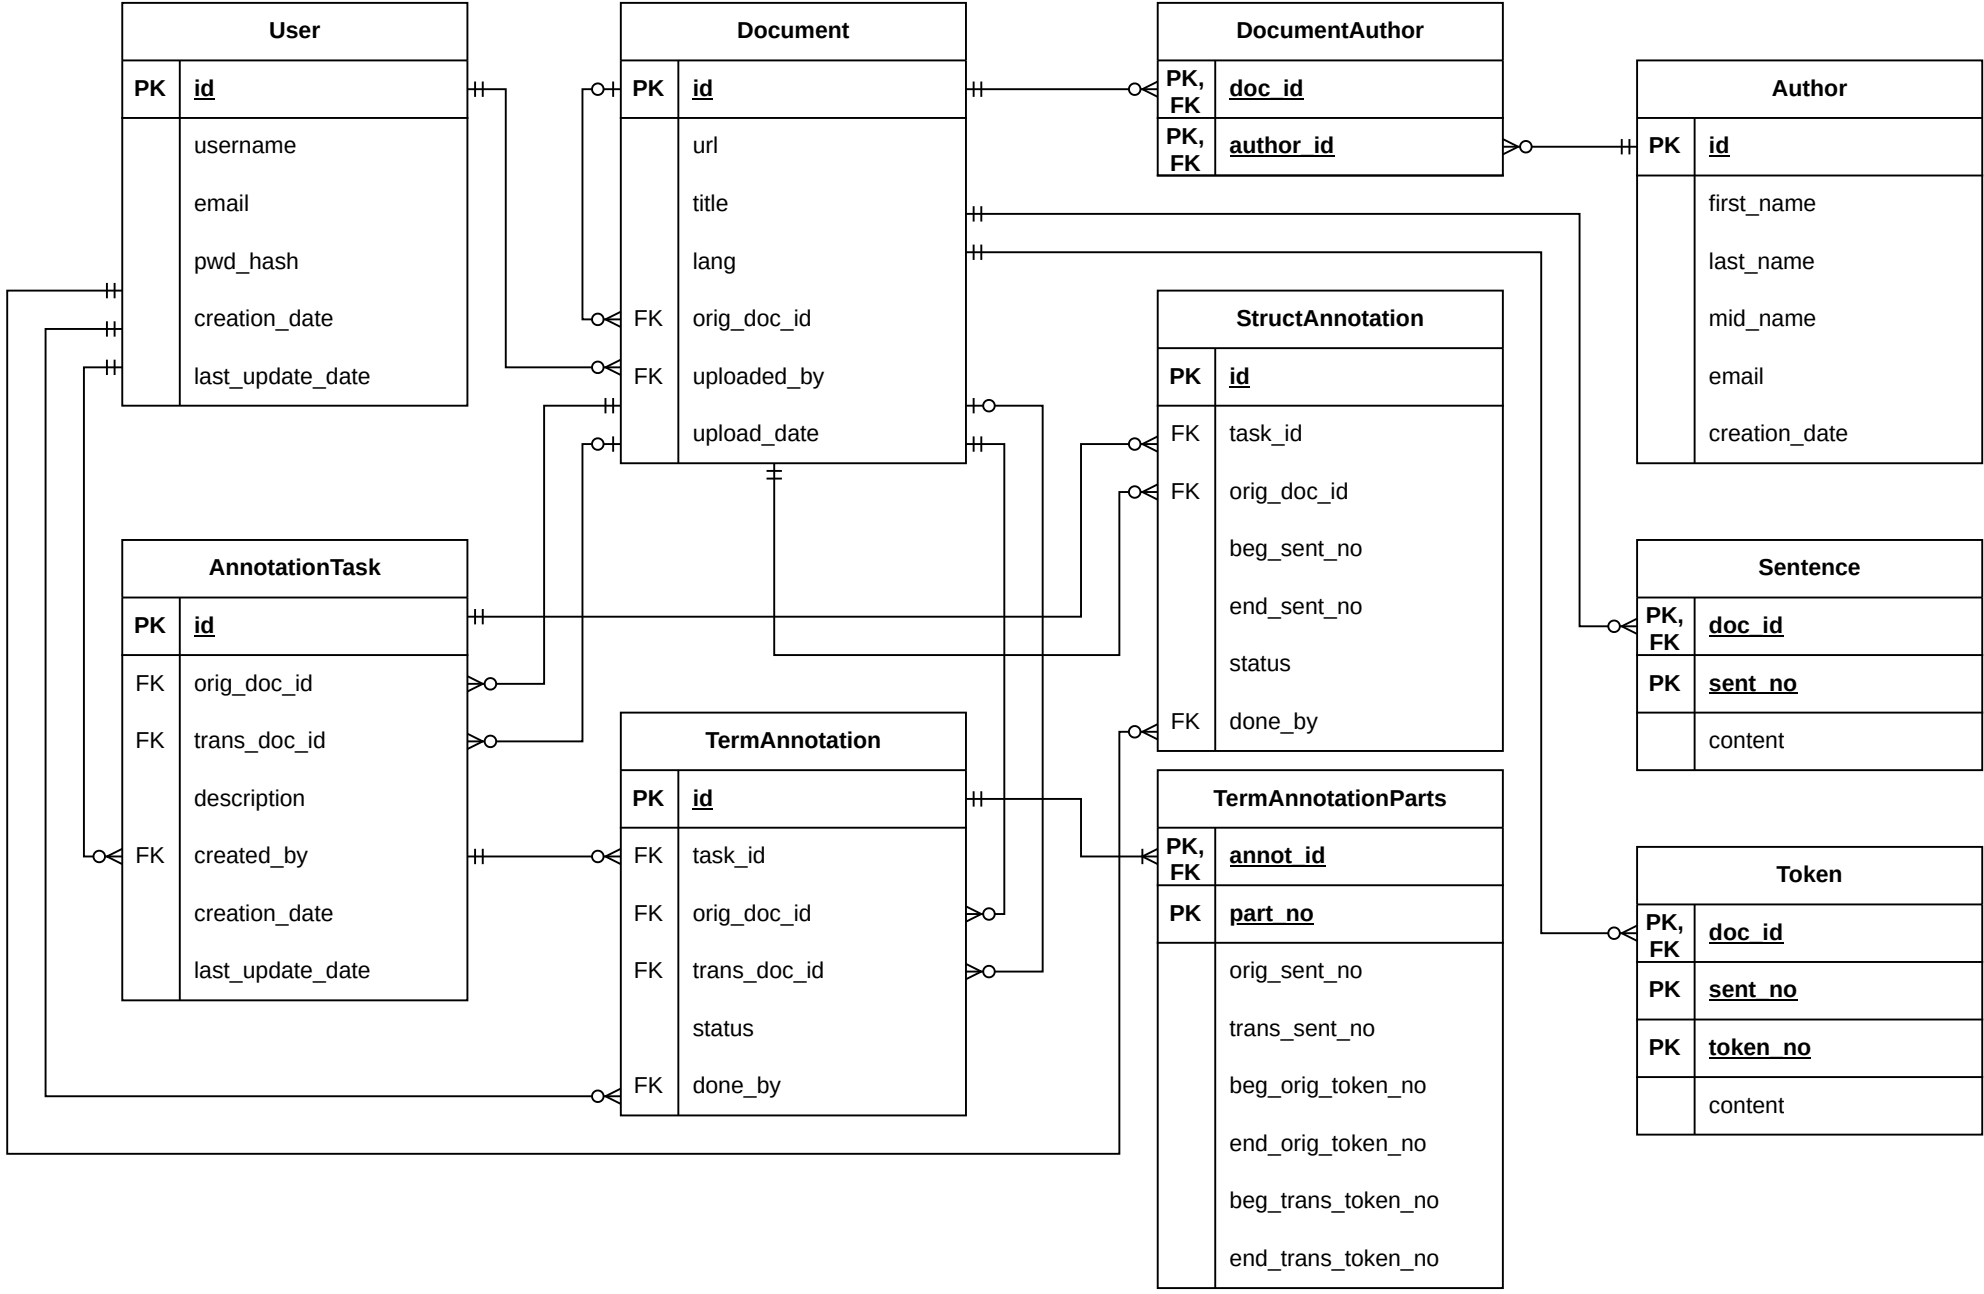 User
PK id
username
email
pwd_hash
creation_date
last_update_date
Document
PK id
url
title
lang
FK orig_doc_id
FK uploaded_by
upload_date
DocumentAuthor
PK,
FK doc_id
PK,
FK author_id
Author
PK id
first_name
last_name
mid_name
email
creation_date
StructAnnotation
PK id
FK task_id
FK orig_doc_id
beg_sent_no
end_sent_no
status
FK done_by
AnnotationTask
PK id
FK orig_doc_id
FK trans_doc_id
description
FK created_by
creation_date
last_update_date
TermAnnotation
PK id
FK task_id
FK orig_doc_id
FK trans_doc_id
status
FK done_by
TermAnnotationParts
PK,
FK annot_id
PK part_no
orig_sent_no
trans_sent_no
beg_orig_token_no
end_orig_token_no
beg_trans_token_no
end_trans_token_no
Sentence
PK,
FK doc_id
PK sent_no
content
Token
PK,
FK doc_id
PK sent_no
PK token_no
content